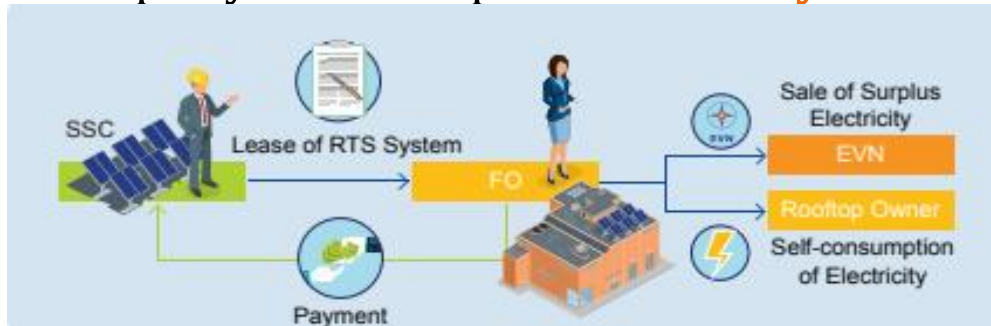 SSC
Lease of RTS System
FO
EVN
Sale of Surplus
Electricity
EVN
Rooftop Owner
Self-consumption
of Electricity
Payment